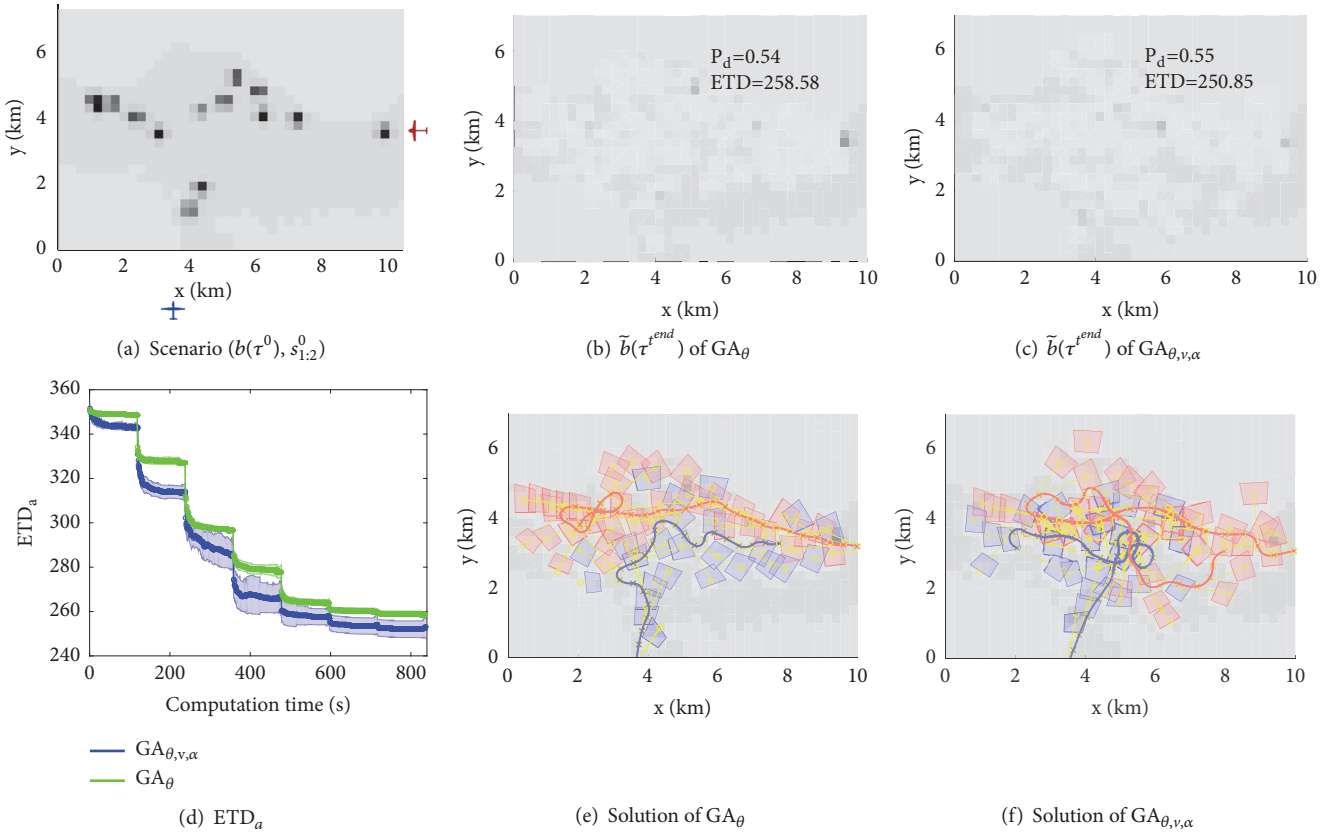 y (km)
6
4
2
0
0 2 4 6 8 10
x (km)
(a) Scenario (b(τ⁰), s⁰₁:₂)
P_d=0.54
ETD=258.58
y (km)
6
4
2
0
0 2 4 6 8 10
x (km)
(b) b̃(τ^{t^{end}}) of GA_θ
P_d=0.55
ETD=250.85
y (km)
6
4
2
0
0 2 4 6 8 10
x (km)
(c) b̃(τ^{t^{end}}) of GA_{θ,v,α}
ETD_a
360
340
320
300
280
260
240
0 200 400 600 800
Computation time (s)
GA_{θ,v,α}
GA_θ
(d) ETD_a
y (km)
6
4
2
0
0 2 4 6 8 10
x (km)
(e) Solution of GA_θ
y (km)
6
4
2
0
0 2 4 6 8 10
x (km)
(f) Solution of GA_{θ,v,α}